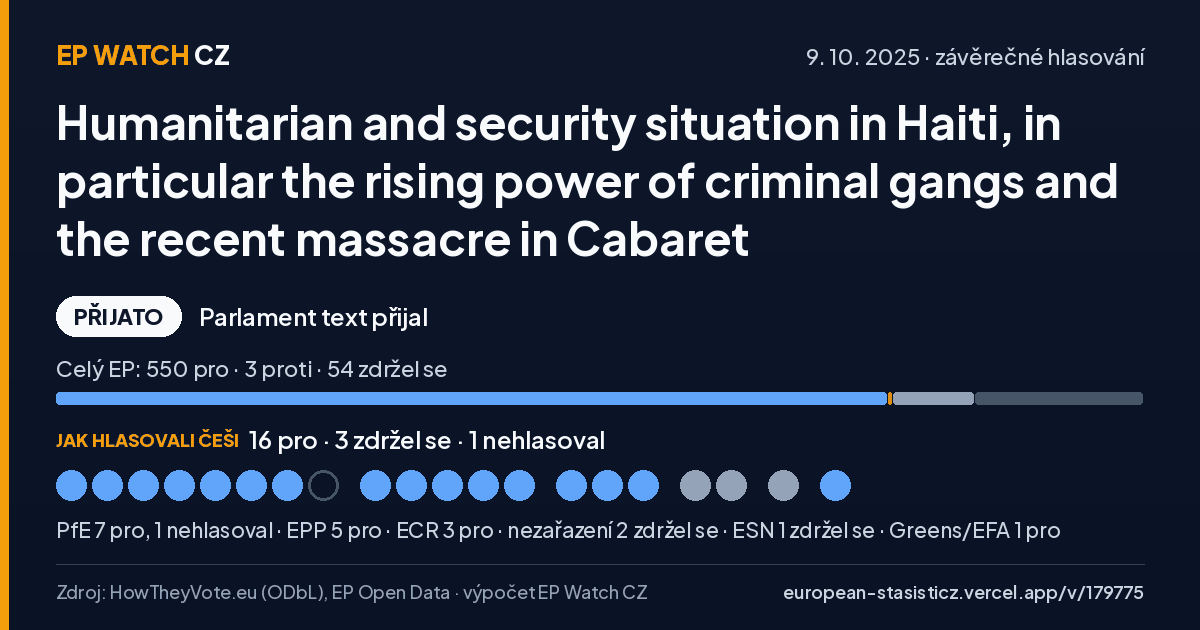 EP WATCH CZ
9. 10. 2025 · závěrečné hlasování
Humanitarian and security situation in Haiti, in
particular the rising power of criminal gangs and
the recent massacre in Cabaret
PŘIJATO Parlament text přijal
Celý EP: 550 pro · 3 proti · 54 zdržel se
JAK HLASOVALI ČEŠI 16 pro · 3 zdržel se · 1 nehlasoval
PfE 7 pro, 1 nehlasoval · EPP 5 pro · ECR 3 pro · nezařazení 2 zdržel se · ESN 1 zdržel se · Greens/EFA 1 pro
Zdroj: HowTheyVote.eu (ODbL), EP Open Data · výpočet EP Watch CZ
european-stasisticz.vercel.app/v/179775